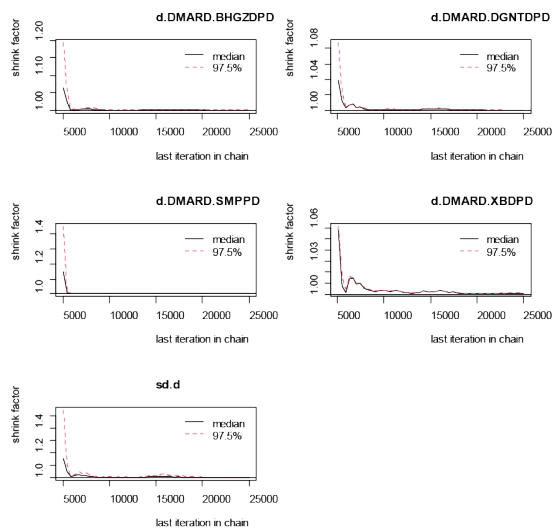 d.DMARD.BHGZDPD
shrink factor
1.00 1.10 1.20
median
97.5%
5000 10000 15000 20000 25000
last iteration in chain
d.DMARD.DGNTDPD
shrink factor
1.00 1.04 1.08
median
97.5%
5000 10000 15000 20000 25000
last iteration in chain
d.DMARD.SMPPD
shrink factor
1.0 1.2 1.4
median
97.5%
5000 10000 15000 20000 25000
last iteration in chain
d.DMARD.XBDPD
shrink factor
1.00 1.03 1.06
median
97.5%
5000 10000 15000 20000 25000
last iteration in chain
sd.d
shrink factor
1.0 1.2 1.4
median
97.5%
5000 10000 15000 20000 25000
last iteration in chain